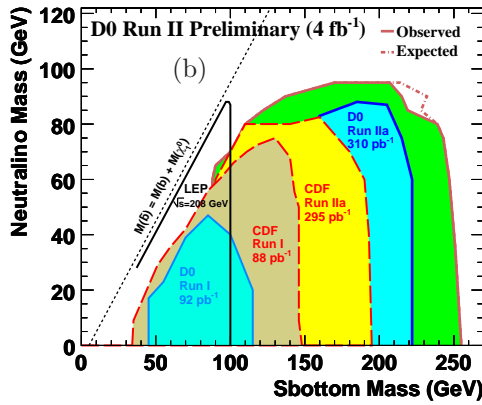 D0 Run II Preliminary (4 fb⁻¹)
Observed
Expected
(b)
Neutralino Mass (GeV)
120
100
80
60
40
20
0
M(b̃) = M(b) + M(χ̃₁⁰)
LEP
√s=208 GeV
D0
Run IIa
310 pb⁻¹
CDF
Run IIa
295 pb⁻¹
CDF
Run I
88 pb⁻¹
D0
Run I
92 pb⁻¹
0 50 100 150 200 250
Sbottom Mass (GeV)